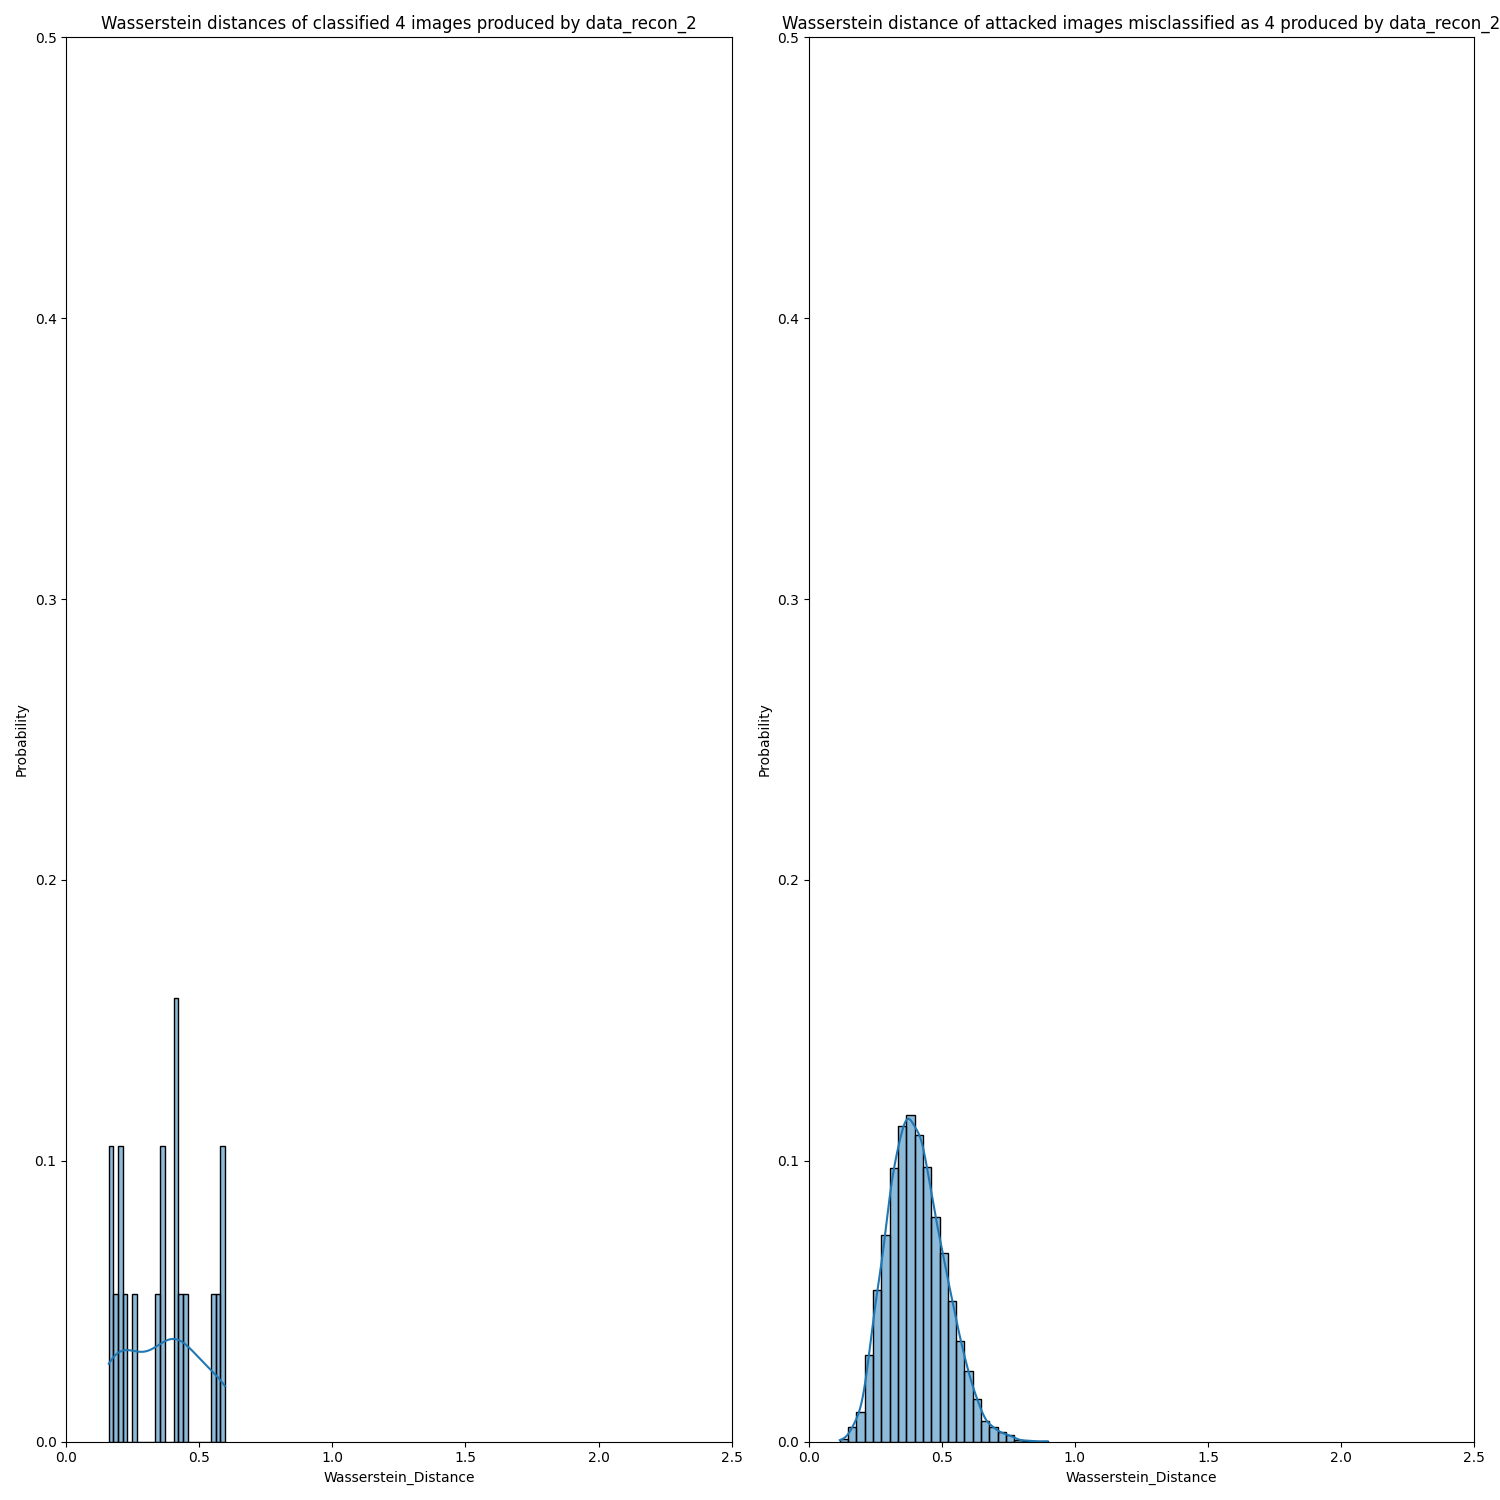 Wasserstein distances of classified 4 images produced by data_recon_2
0.5
0.4
0.3
0.2
0.1
0.0
Probability
0.0 0.5 1.0 1.5 2.0 2.5
Wasserstein_Distance
Wasserstein distance of attacked images misclassified as 4 produced by data_recon_2
0.5
0.4
0.3
0.2
0.1
0.0
Probability
0.0 0.5 1.0 1.5 2.0 2.5
Wasserstein_Distance